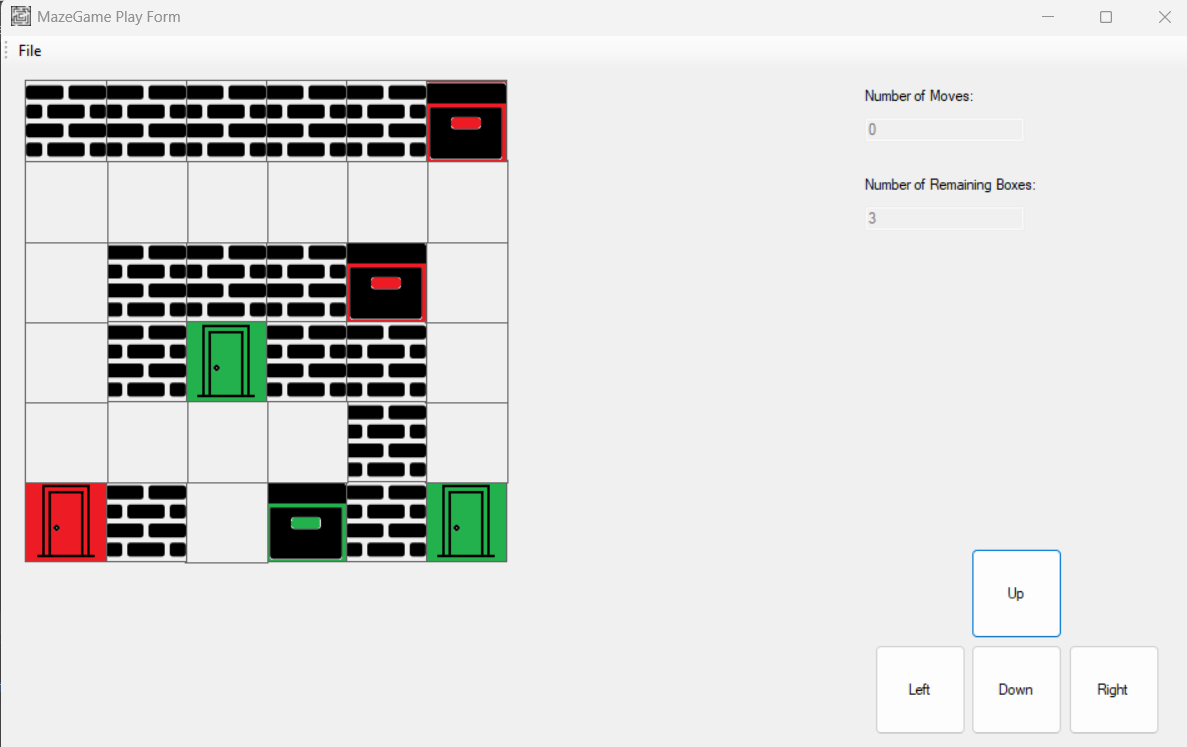 MazeGame Play Form
File
Number of Moves:
0
Number of Remaining Boxes:
3
Up
Left
Down
Right